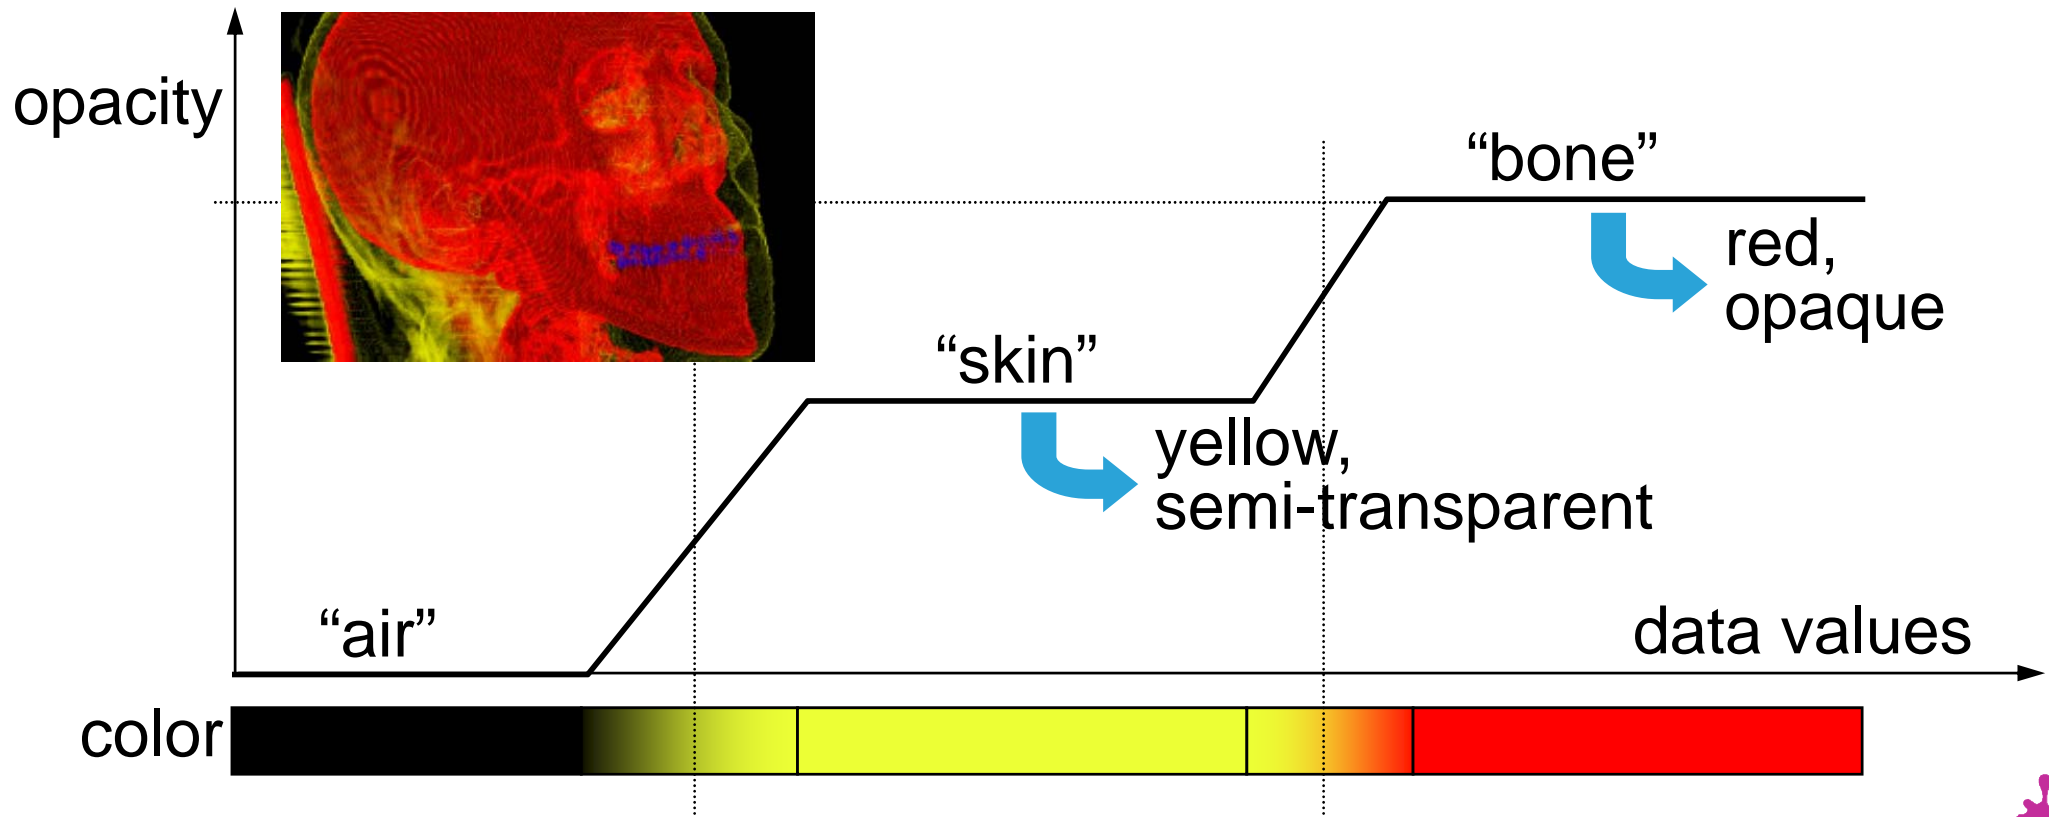 opacity
“bone”
red,
opaque
“skin”
yellow,
semi-transparent
“air”
data values
color